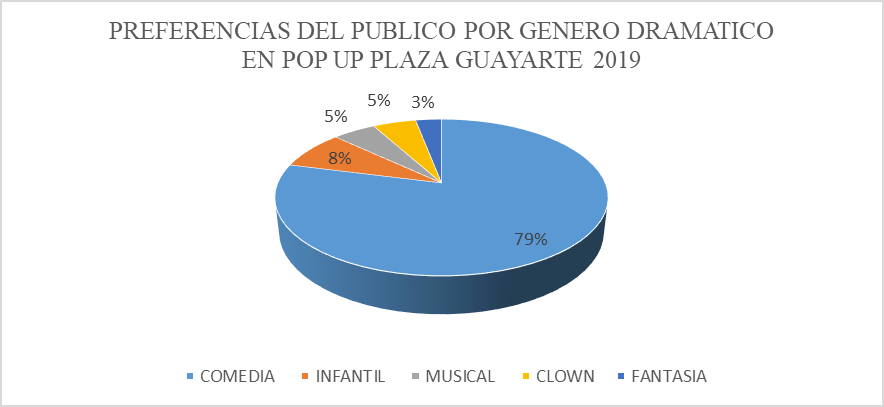 PREFERENCIAS DEL PUBLICO POR GENERO DRAMATICO
EN POP UP PLAZA GUAYARTE 2019
5%
5%
3%
8%
79%
COMEDIA
INFANTIL
MUSICAL
CLOWN
FANTASIA